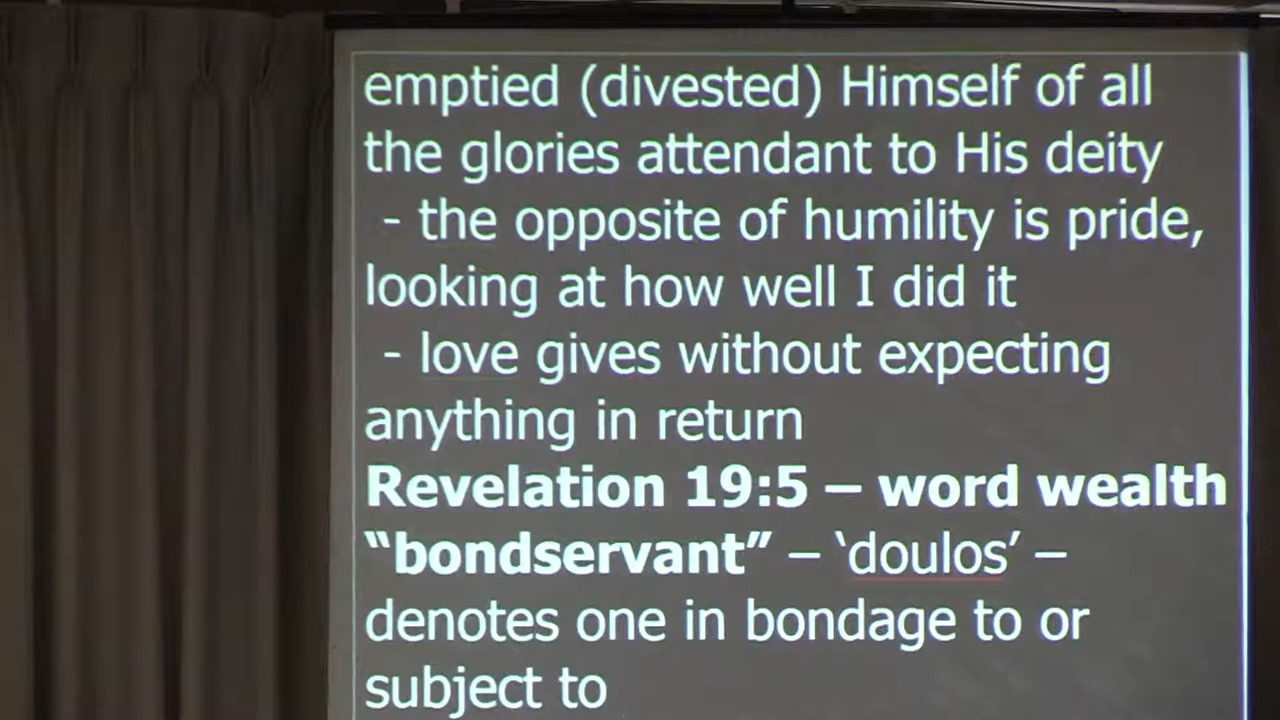 emptied (divested) Himself of all
the glories attendant to His deity
- the opposite of humility is pride,
looking at how well I did it
- love gives without expecting
anything in return
Revelation 19:5 – word wealth
“bondservant” – ‘doulos’ –
denotes one in bondage to or
subject to